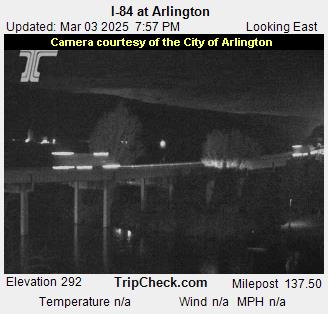 I-84 at Arlington
Updated: Mar 03 2025 7:57 PM Looking East
Camera courtesy of the City of Arlington
Elevation 292 TripCheck.com Milepost 137.50
Temperature n/a Wind n/a MPH n/a